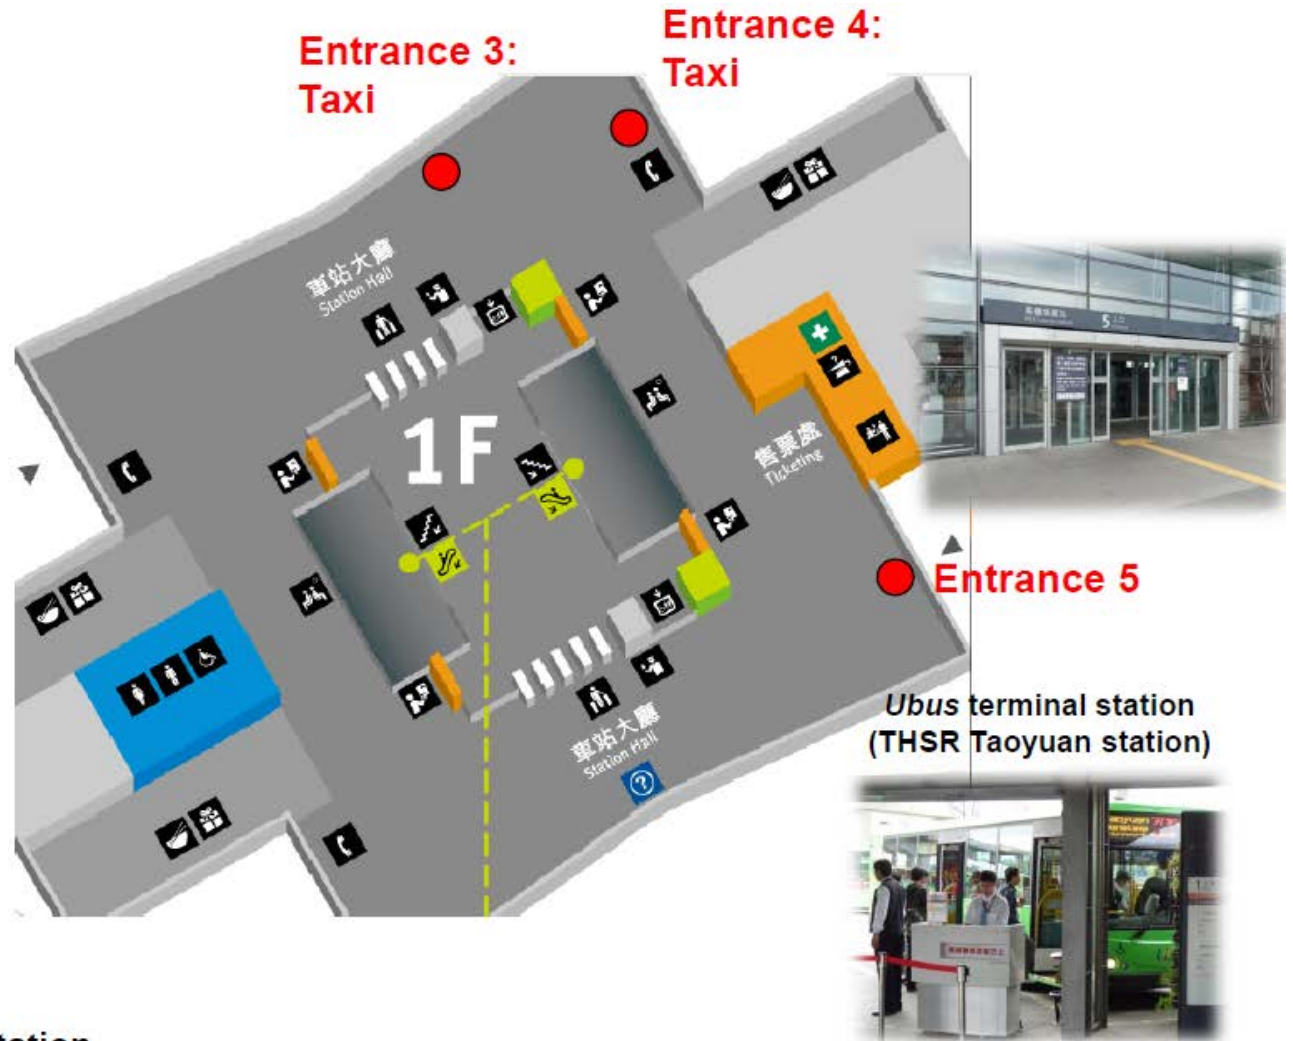 Entrance 3:
Taxi
Entrance 4:
Taxi
車站大廳
Station Hall
1F
售票處
Ticketing
5
Entrance 5
車站大廳
Station Hall
?
Ubus terminal station
(THSR Taoyuan station)